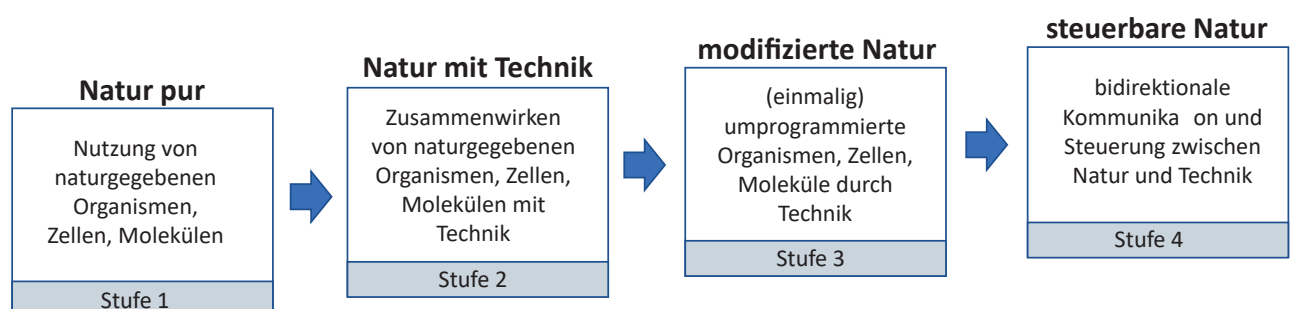 Natur pur
Nutzung von
naturgegebenen
Organismen,
Zellen, Molekülen
Stufe 1
Natur mit Technik
Zusammenwirken
von naturgegebenen
Organismen, Zellen,
Molekülen mit
Technik
Stufe 2
modifizierte Natur
(einmalig)
umprogrammierte
Organismen, Zellen,
Moleküle durch
Technik
Stufe 3
steuerbare Natur
bidirektionale
Kommunika on und
Steuerung zwischen
Natur und Technik
Stufe 4